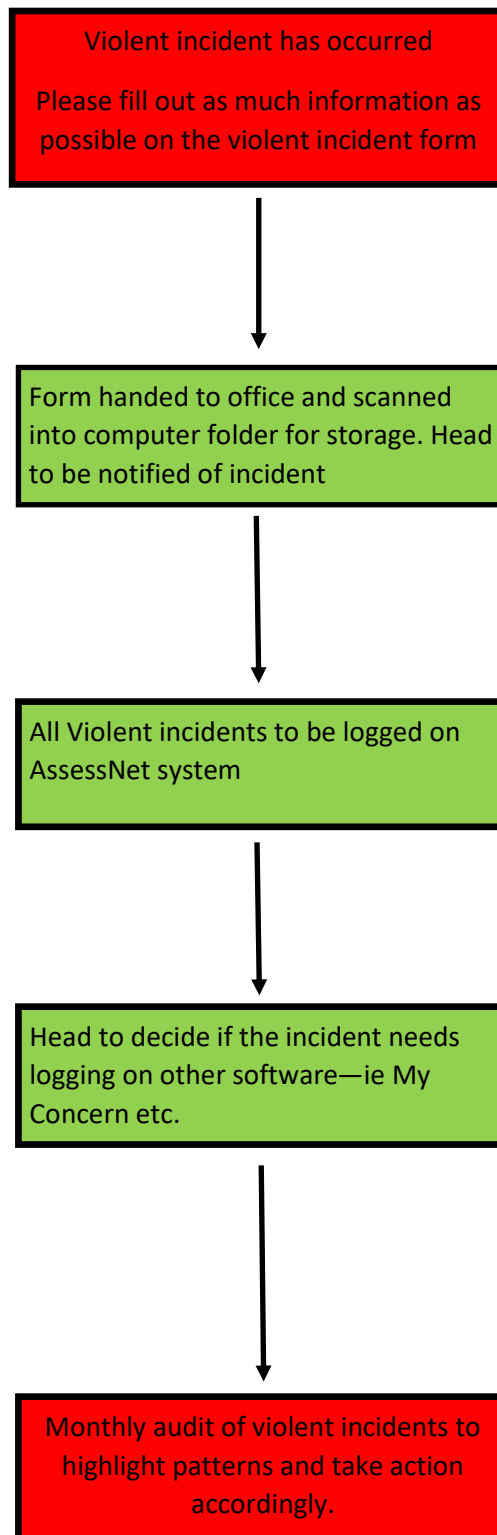 Violent incident has occurred
Please fill out as much information as
possible on the violent incident form
Form handed to office and scanned
into computer folder for storage. Head
to be notified of incident
All Violent incidents to be logged on
AssessNet system
Head to decide if the incident needs
logging on other software—ie My
Concern etc.
Monthly audit of violent incidents to
highlight patterns and take action
accordingly.